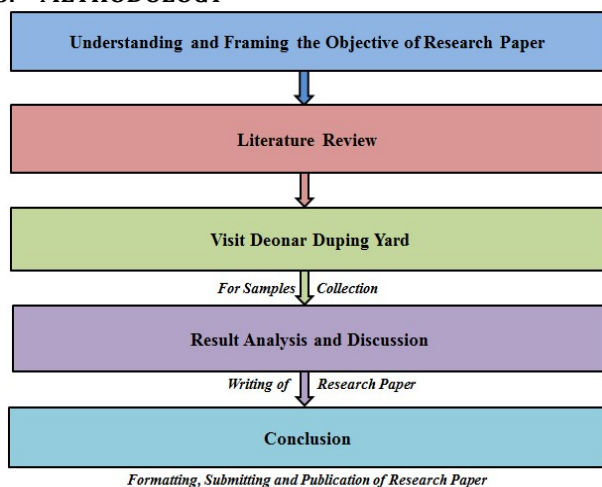 Understanding and Framing the Objective of Research Paper
Literature Review
Visit Deonar Duping Yard
For Samples Collection
Result Analysis and Discussion
Writing of Research Paper
Conclusion
Formatting, Submitting and Publication of Research Paper